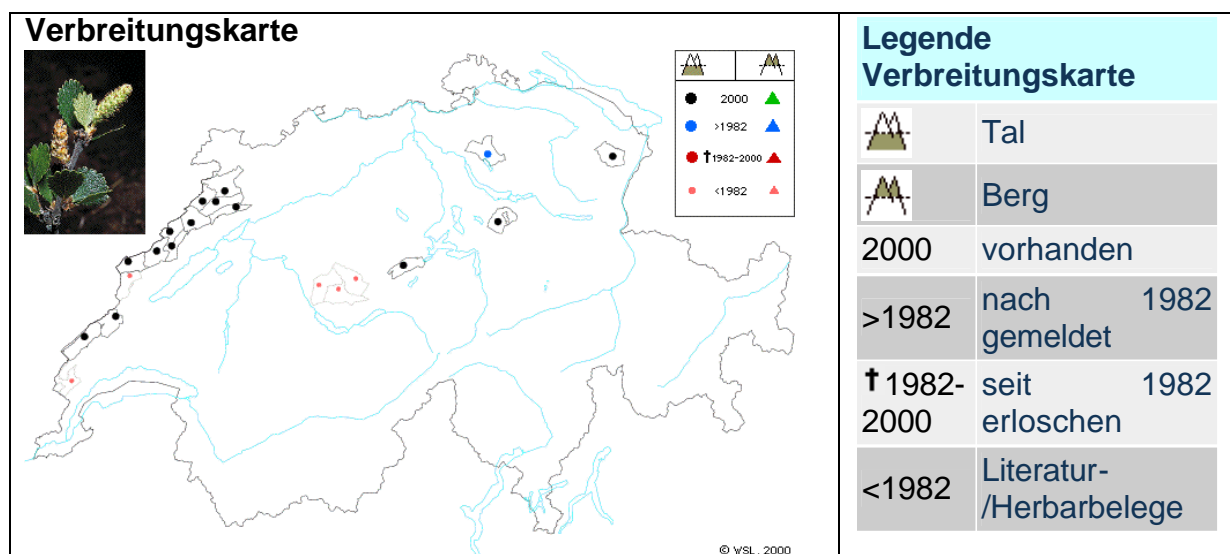 Verbreitungskarte
2000
>1982
†1982-2000
<1982
© WSL, 2000
Legende
Verbreitungskarte
Tal
Berg
2000 vorhanden
>1982 nach 1982
gemeldet
†1982-
2000 seit 1982
erloschen
<1982 Literatur-
/Herbarbelege